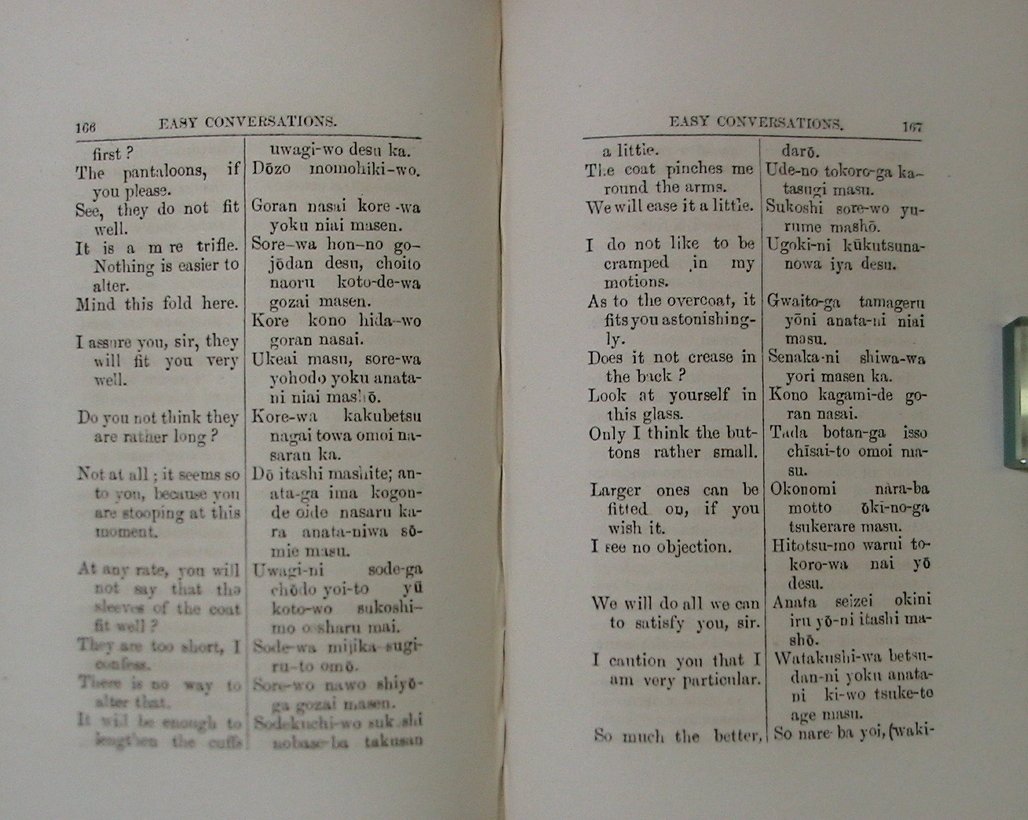 166 EASY CONVERSATIONS.
first ?
The pantaloons, if
you please.
See, they do not fit
well.
It is a m re trifle.
Nothing is easier to
alter.
Mind this fold here.
I assure you, sir, they
will fit you very
well.
Do you not think they
are rather long ?
Not at all ; it seems so
to you, because you
are stooping at this
moment.
At any rate, you will
not say that the
sleeves of the coat
fit well ?
They are too short, I
confess.
There is no way to
alter that.
It will be enough to
lengthen the cuffs
uwagi-wo desu ka.
Dōzo momohiki-wo.
Goran nasai kore -wa
yoku niai masen.
Sore-wa hon-no go-
jōdan desu, choito
naoru koto-de-wa
gozai masen.
Kore kono hida-wo
goran nasai.
Ukeai masu, sore-wa
yohodo yoku anata-
ni niai mashō.
Kore-wa kakubetsu
nagai towa omoi na-
saran ka.
Dō itashi mashite; an-
ata-ga ima kogon-
de oide nasaru ka-
ra anata-niwa sō-
mie masu.
Uwagi-ni sode-ga
chōdo yoi-to yū
koto-wo sukoshi-
mo o sharu mai.
Sode-wa mijika sugi-
ru-to omō.
Sore-wo nawo shiyō-
ga gozai masen.
Sodekuchi-wo suk shi
nobase-ba takusan
EASY CONVERSATIONS. 167
a little.
The coat pinches me
round the arms.
We will ease it a little.
I do not like to be
cramped in my
motions.
As to the overcoat, it
fits you astonishing-
ly.
Does it not crease in
the back ?
Look at yourself in
this glass.
Only I think the but-
tons rather small.
Larger ones can be
fitted on, if you
wish it.
I see no objection.
We will do all we can
to satisfy you, sir.
I caution you that I
am very particular.
So much the better,
darō.
Ude-no tokoro-ga ka-
tasugi masu.
Sukoshi sore-wo yu-
rume mashō.
Ugoki-ni kūkutsuna-
nowa iya desu.
Gwaito-ga tamageru
yōni anata-ni niai
masu.
Senaka-ni shiwa-wa
yori masen ka.
Kono kagami-de go-
ran nasai.
Tada botan-ga isso
chīsai-to omoi ma-
su.
Okonomi nara-ba
motto ōki-no-ga
tsukerare masu.
Hitotsu-mo warui to-
koro-wa nai yō
desu.
Anata seizei okini
iru yō-ni itashi ma-
shō.
Watakushi-wa betsu-
dan-ni yoku anata-
ni ki-wo tsuke-te
age masu.
So nare-ba yoi, (waki-